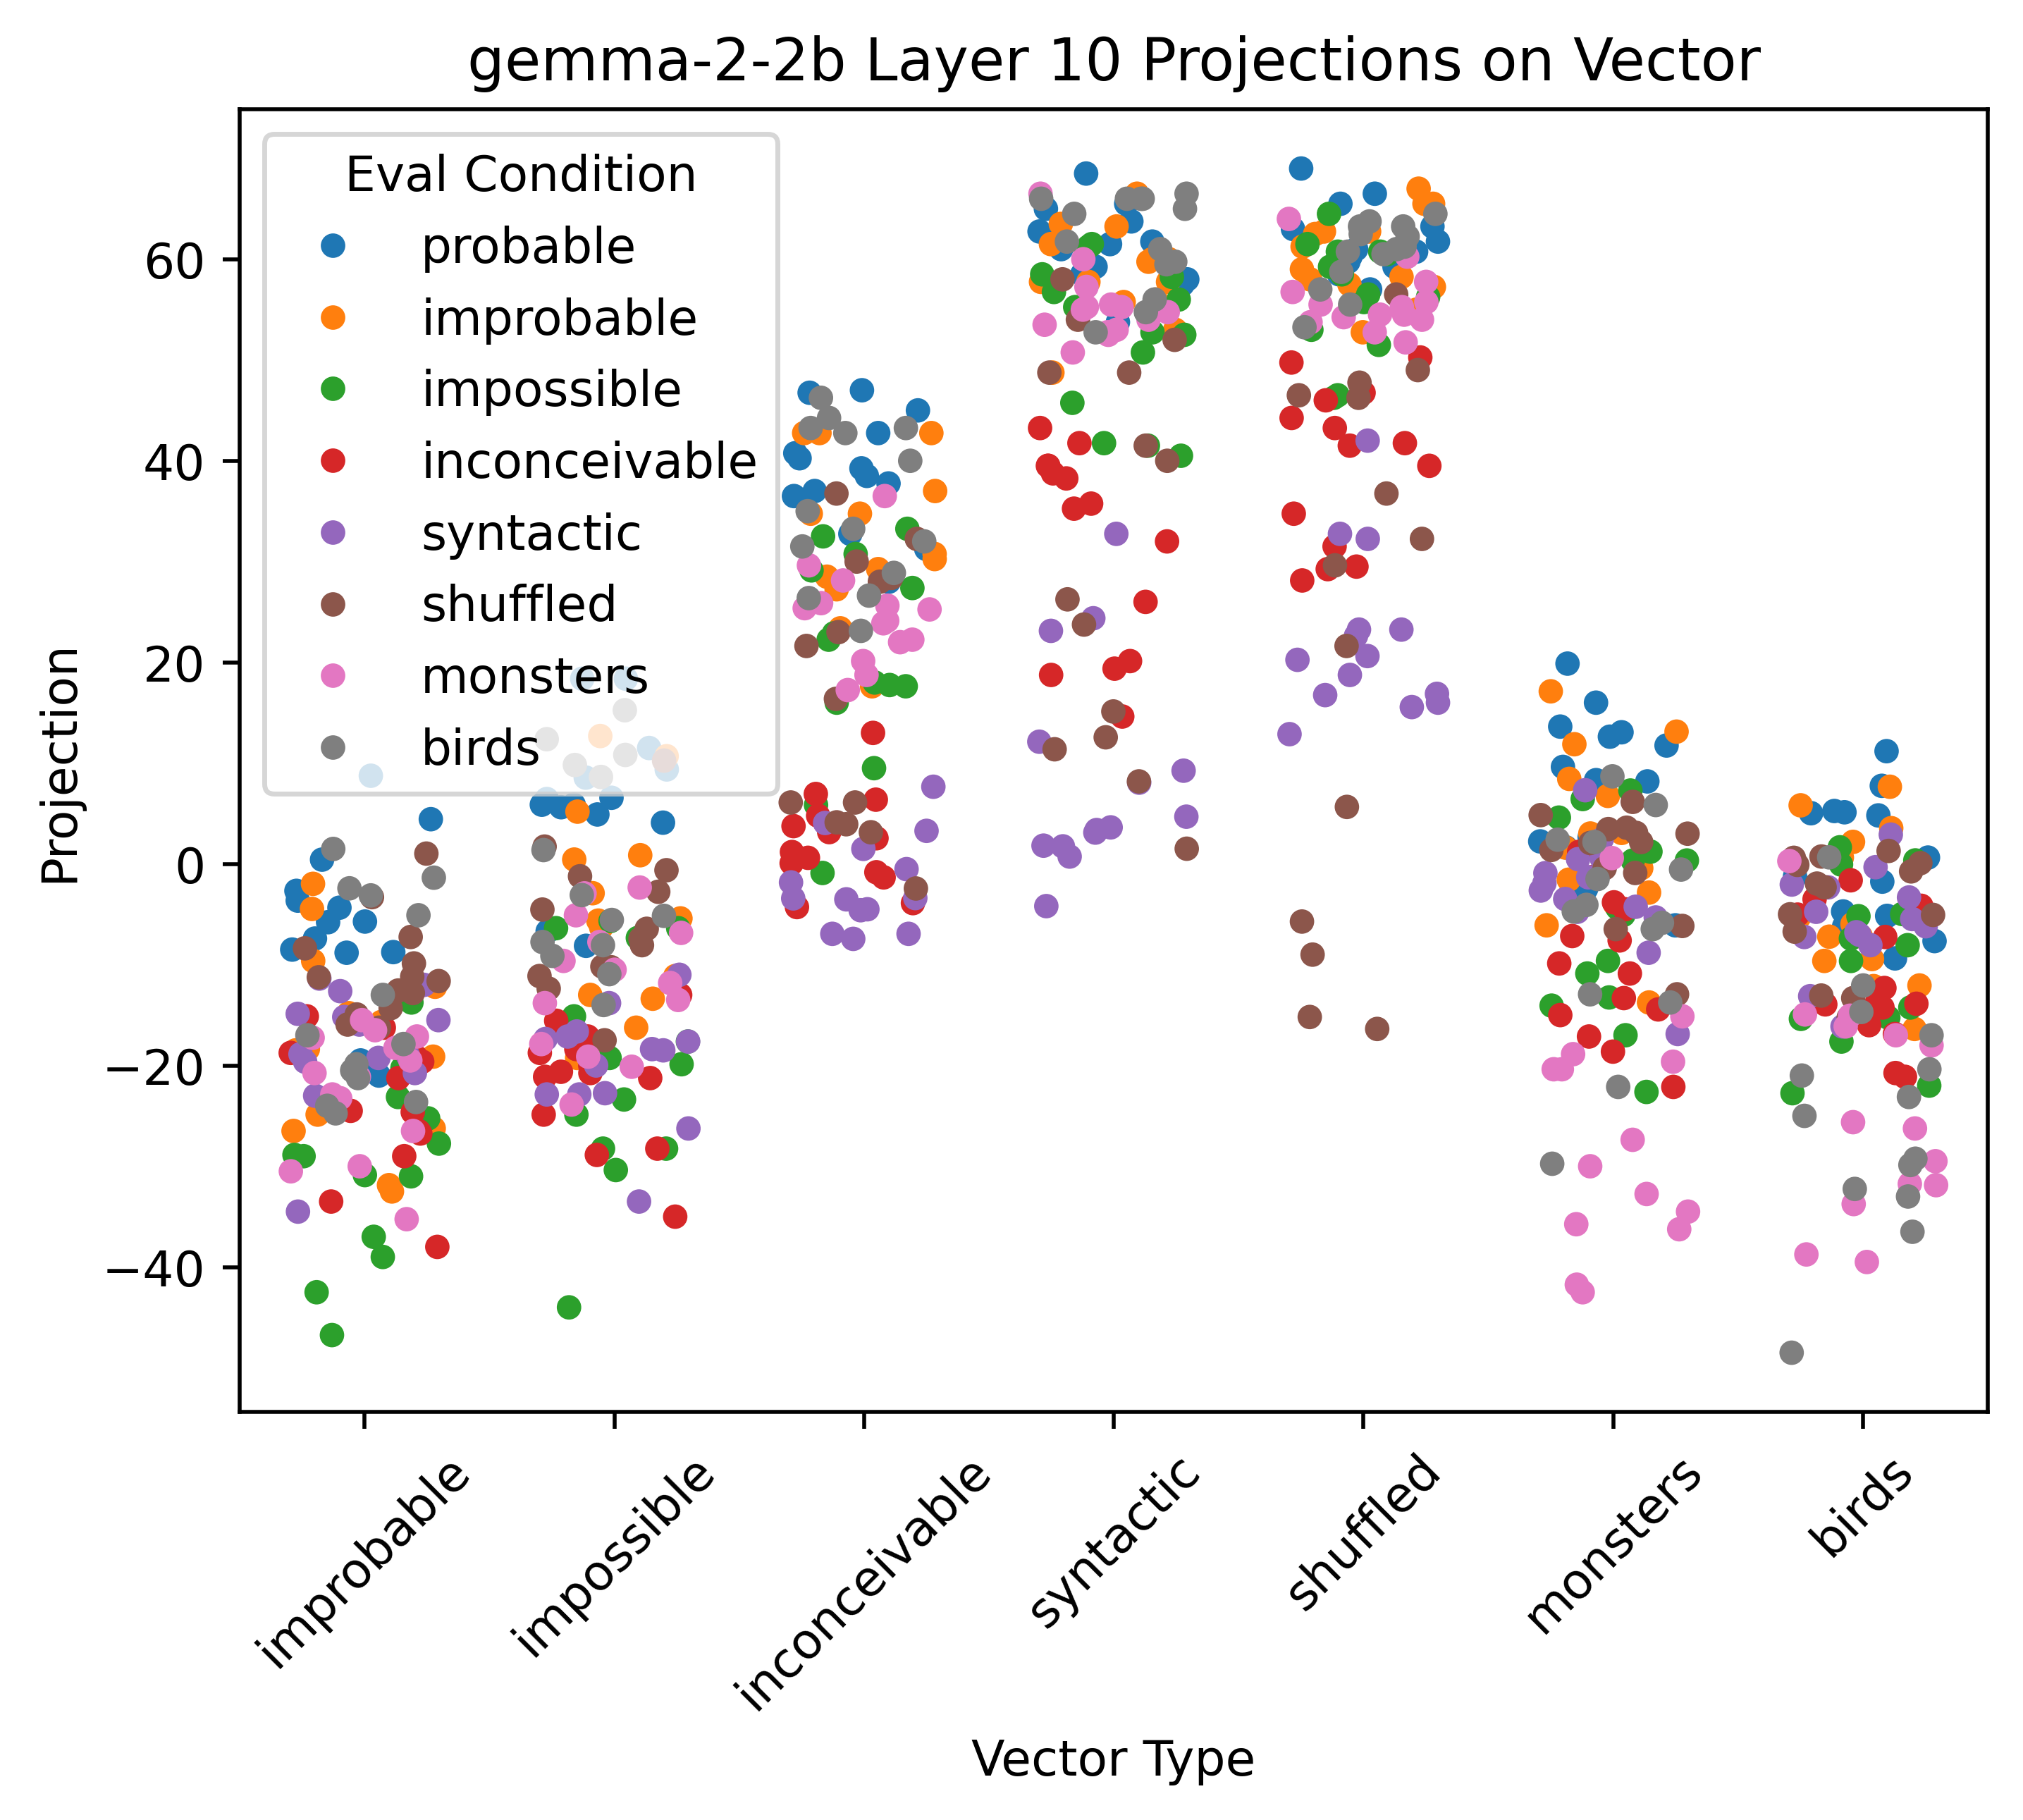 gemma-2-2b Layer 10 Projections on Vector
Eval Condition
probable
improbable
impossible
inconceivable
syntactic
shuffled
monsters
birds
Projection
60
40
20
0
−20
−40
improbable
impossible
inconceivable
syntactic
shuffled
monsters
birds
Vector Type